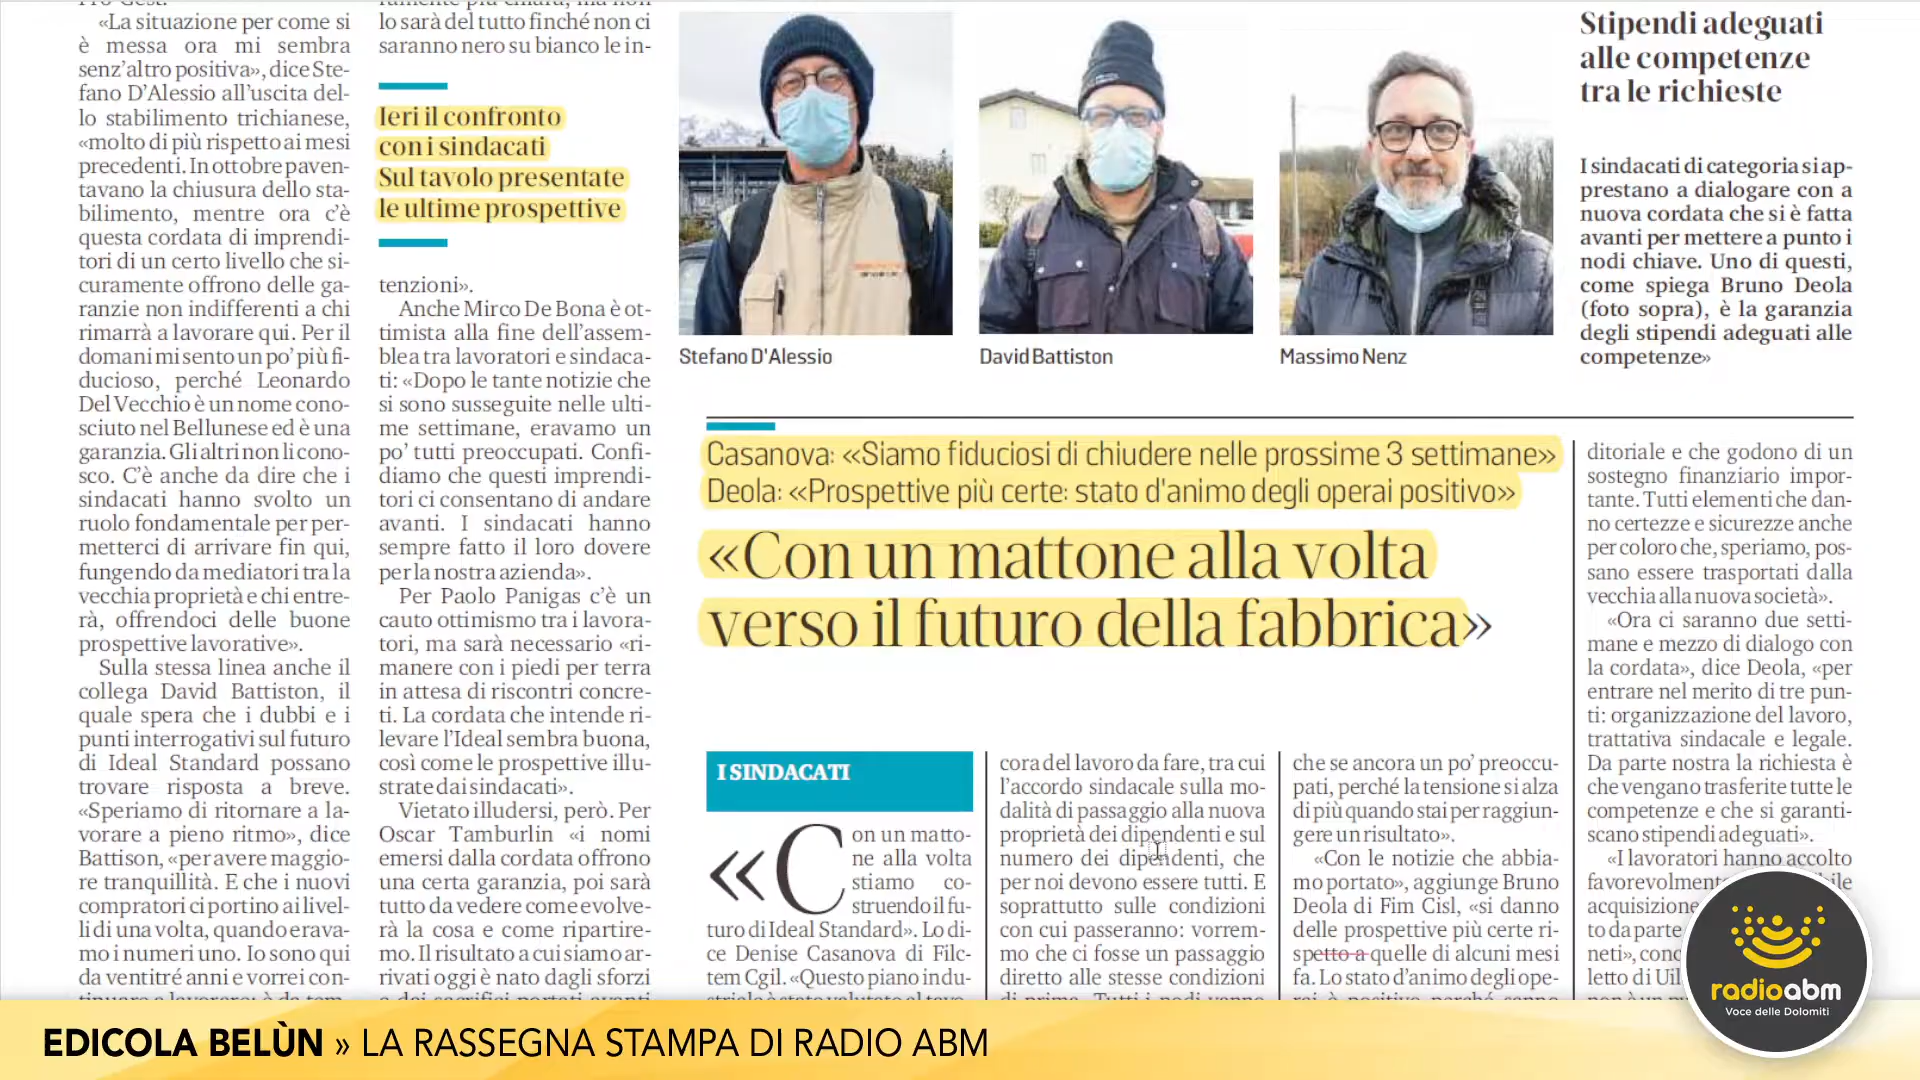 «La situazione per come si
è messa ora mi sembra
senz'altro positiva», dice Ste-
fano D'Alessio all'uscita del-
lo stabilimento trichianese,
«molto di più rispetto ai mesi
precedenti. In ottobre paven-
tavano la chiusura dello sta-
bilimento, mentre ora c'è
questa cordata di imprendi-
tori di un certo livello che si-
curamente offrono delle ga-
ranzie non indifferenti a chi
rimarrà a lavorare qui. Per il
domani mi sento un po' più fi-
ducioso, perché Leonardo
Del Vecchio è un nome cono-
sciuto nel Bellunese ed è una
garanzia. Gli altri non li cono-
sco. C'è anche da dire che i
sindacati hanno svolto un
ruolo fondamentale per per-
metterci di arrivare fin qui,
fungendo da mediatori tra la
vecchia proprietà e chi entre-
rà, offrendoci delle buone
prospettive lavorative».
Sulla stessa linea anche il
collega David Battiston, il
quale spera che i dubbi e i
punti interrogativi sul futuro
di Ideal Standard possano
trovare risposta a breve.
«Speriamo di ritornare a la-
vorare a pieno ritmo», dice
Battison, «per avere maggio-
re tranquillità. E che i nuovi
compratori ci portino ai livel-
li di una volta, quando erava-
mo i numeri uno. Io sono qui
da ventitré anni e vorrei con-
lo sarà del tutto finché non ci
saranno nero su bianco le in-
Ieri il confronto
con i sindacati
Sul tavolo presentate
le ultime prospettive
tenzioni».
Anche Mirco De Bona è ot-
timista alla fine dell'assem-
blea tra lavoratori e sindaca-
ti: «Dopo le tante notizie che
si sono susseguite nelle ulti-
me settimane, eravamo un
po' tutti preoccupati. Confi-
diamo che questi imprendi-
tori ci consentano di andare
avanti. I sindacati hanno
sempre fatto il loro dovere
per la nostra azienda».
Per Paolo Panigas c'è un
cauto ottimismo tra i lavora-
tori, ma sarà necessario «ri-
manere con i piedi per terra
in attesa di riscontri concre-
ti. La cordata che intende ri-
levare l'Ideal sembra buona,
così come le prospettive illu-
strate dai sindacati».
Vietato illudersi, però. Per
Oscar Tamburlin «i nomi
emersi dalla cordata offrono
una certa garanzia, poi sarà
tutto da vedere come evolve-
rà la cosa e come ripartire-
mo. Il risultato a cui siamo ar-
rivati oggi è nato dagli sforzi
Stefano D'Alessio
David Battiston
Massimo Nenz
Stipendi adeguati
alle competenze
tra le richieste
I sindacati di categoria si ap-
prestano a dialogare con a
nuova cordata che si è fatta
avanti per mettere a punto i
nodi chiave. Uno di questi,
come spiega Bruno Deola
(foto sopra), è la garanzia
degli stipendi adeguati alle
competenze»
Casanova: «Siamo fiduciosi di chiudere nelle prossime 3 settimane»
Deola: «Prospettive più certe: stato d'animo degli operai positivo»
«Con un mattone alla volta
verso il futuro della fabbrica»
I SINDACATI
«Con un matto-
ne alla volta
stiamo co-
struendo il fu-
turo di Ideal Standard». Lo di-
ce Denise Casanova di Filc-
tem Cgil. «Questo piano indu-
cora del lavoro da fare, tra cui
l'accordo sindacale sulla mo-
dalità di passaggio alla nuova
proprietà dei dipendenti e sul
numero dei dipendenti, che
per noi devono essere tutti. E
soprattutto sulle condizioni
con cui passeranno: vorrem-
mo che ci fosse un passaggio
diretto alle stesse condizioni
di prima. Tutti i nodi vanno
che se ancora un po' preoccu-
pati, perché la tensione si alza
di più quando stai per raggiun-
gere un risultato».
«Con le notizie che abbia-
mo portato», aggiunge Bruno
Deola di Fim Cisl, «si danno
delle prospettive più certe ri-
spetto a quelle di alcuni mesi
fa. Lo stato d'animo degli ope-
ditoriale e che godono di un
sostegno finanziario impor-
tante. Tutti elementi che dan-
no certezze e sicurezze anche
per coloro che, speriamo, pos-
sano essere trasportati dalla
vecchia alla nuova società».
«Ora ci saranno due setti-
mane e mezzo di dialogo con
la cordata», dice Deola, «per
entrare nel merito di tre pun-
ti: organizzazione del lavoro,
trattativa sindacale e legale.
Da parte nostra la richiesta è
che vengano trasferite tutte le
competenze e che si garanti-
scano stipendi adeguati».
«I lavoratori hanno accolto
acquisizione
to da parte
letto di Uil
radioabm
Voce delle Dolomiti
EDICOLA BELÙN » LA RASSEGNA STAMPA DI RADIO ABM